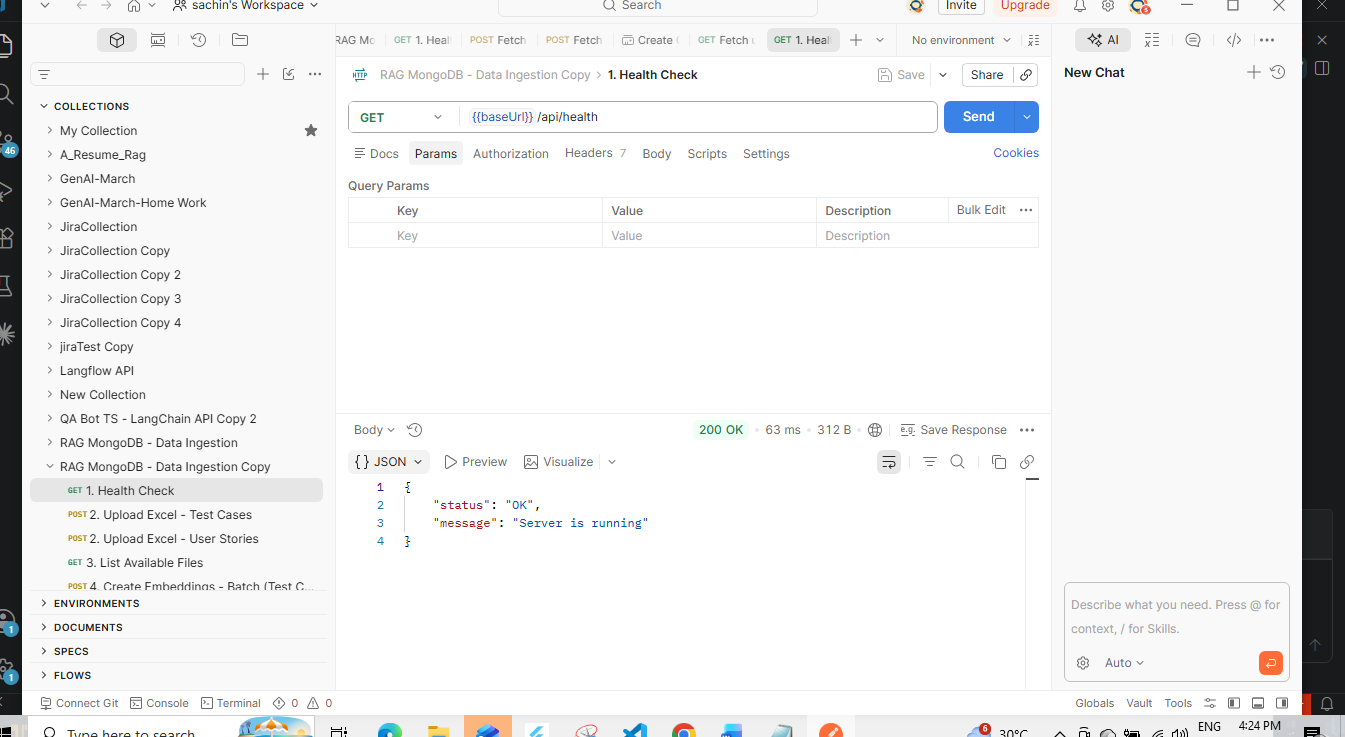 sachin's Workspace
Search
Invite
Upgrade
RAG Mo
GET 1. Heal
POST Fetch
POST Fetch
Create
GET Fetch
GET 1. Heal
No environment
AI
RAG MongoDB - Data Ingestion Copy > 1. Health Check
Save
Share
New Chat
COLLECTIONS
My Collection
A_Resume_Rag
GenAI-March
GenAI-March-Home Work
JiraCollection
JiraCollection Copy
JiraCollection Copy 2
JiraCollection Copy 3
JiraCollection Copy 4
jiraTest Copy
Langflow API
New Collection
QA Bot TS - LangChain API Copy 2
RAG MongoDB - Data Ingestion
RAG MongoDB - Data Ingestion Copy
GET 1. Health Check
POST 2. Upload Excel - Test Cases
POST 2. Upload Excel - User Stories
GET 3. List Available Files
POST 4. Create Embeddings - Batch (Test C...
ENVIRONMENTS
DOCUMENTS
SPECS
FLOWS
GET
{{baseUrl}} /api/health
Send
Docs
Params
Authorization
Headers 7
Body
Scripts
Settings
Cookies
Query Params
Key
Value
Description
Bulk Edit
Key
Value
Description
Body
200 OK
63 ms
312 B
e.g.
Save Response
{} JSON
Preview
Visualize
1 {
2 "status": "OK",
3 "message": "Server is running"
4 }
Describe what you need. Press @ for
context, / for Skills.
Auto
46
1
1
Connect Git
Console
Terminal
0
0
Globals
Vault
Tools
Type here to search
6
30°C
ENG
4:24 PM